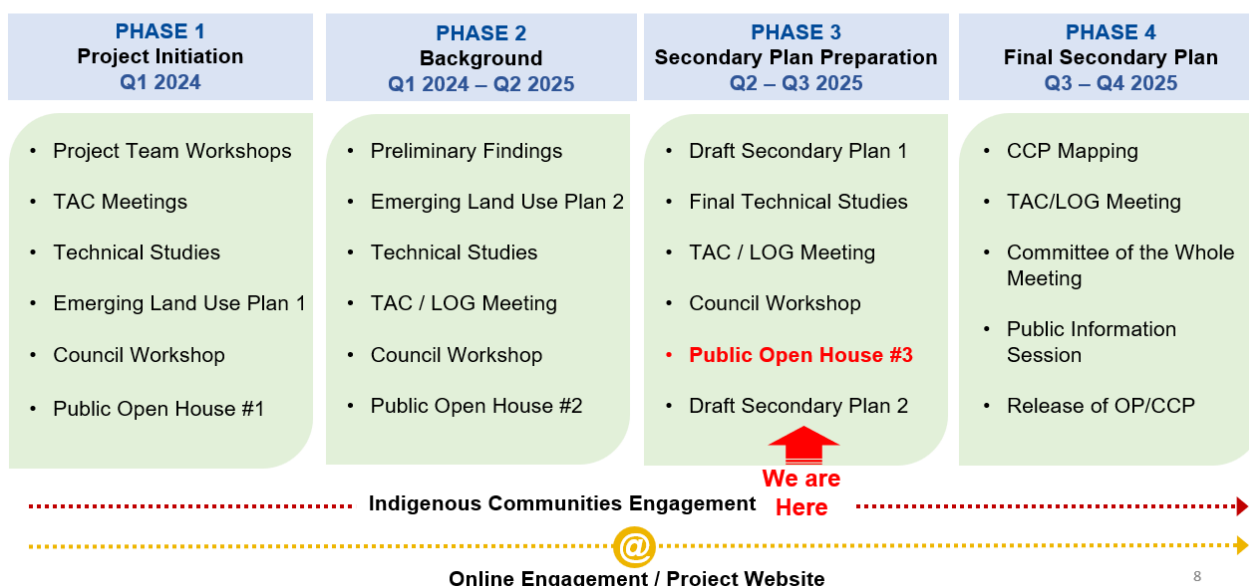 PHASE 1
Project Initiation
Q1 2024
• Project Team Workshops
• TAC Meetings
• Technical Studies
• Emerging Land Use Plan 1
• Council Workshop
• Public Open House #1
PHASE 2
Background
Q1 2024 – Q2 2025
• Preliminary Findings
• Emerging Land Use Plan 2
• Technical Studies
• TAC / LOG Meeting
• Council Workshop
• Public Open House #2
PHASE 3
Secondary Plan Preparation
Q2 – Q3 2025
• Draft Secondary Plan 1
• Final Technical Studies
• TAC / LOG Meeting
• Council Workshop
• Public Open House #3
• Draft Secondary Plan 2
PHASE 4
Final Secondary Plan
Q3 – Q4 2025
• CCP Mapping
• TAC/LOG Meeting
• Committee of the Whole
Meeting
• Public Information
Session
• Release of OP/CCP
We are
Here
Indigenous Communities Engagement
@
Online Engagement / Project Website
8